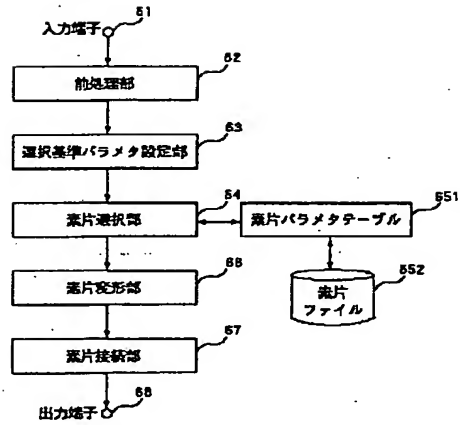 入力端子
61
前処理部
62
選択基準パラメタ設定部
63
素片選択部
64
素片パラメタテーブル
651
素片
ファイル
652
素片変形部
66
素片接続部
67
出力端子
68